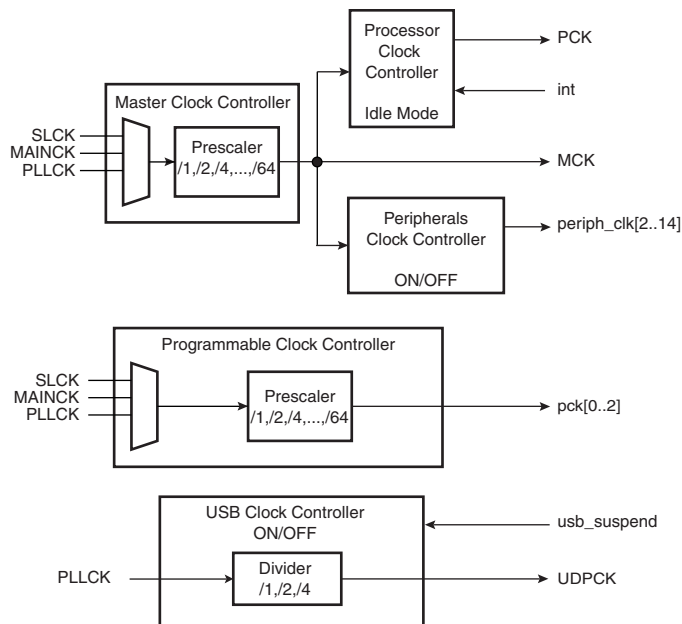 Processor
Clock
Controller
Idle Mode
PCK
int
Master Clock Controller
SLCK
MAINCK
PLLCK
Prescaler
/1,/2,/4,...,/64
MCK
Peripherals
Clock Controller
ON/OFF
periph_clk[2..14]
Programmable Clock Controller
SLCK
MAINCK
PLLCK
Prescaler
/1,/2,/4,...,/64
pck[0..2]
USB Clock Controller
ON/OFF
usb_suspend
PLLCK
Divider
/1,/2,/4
UDPCK